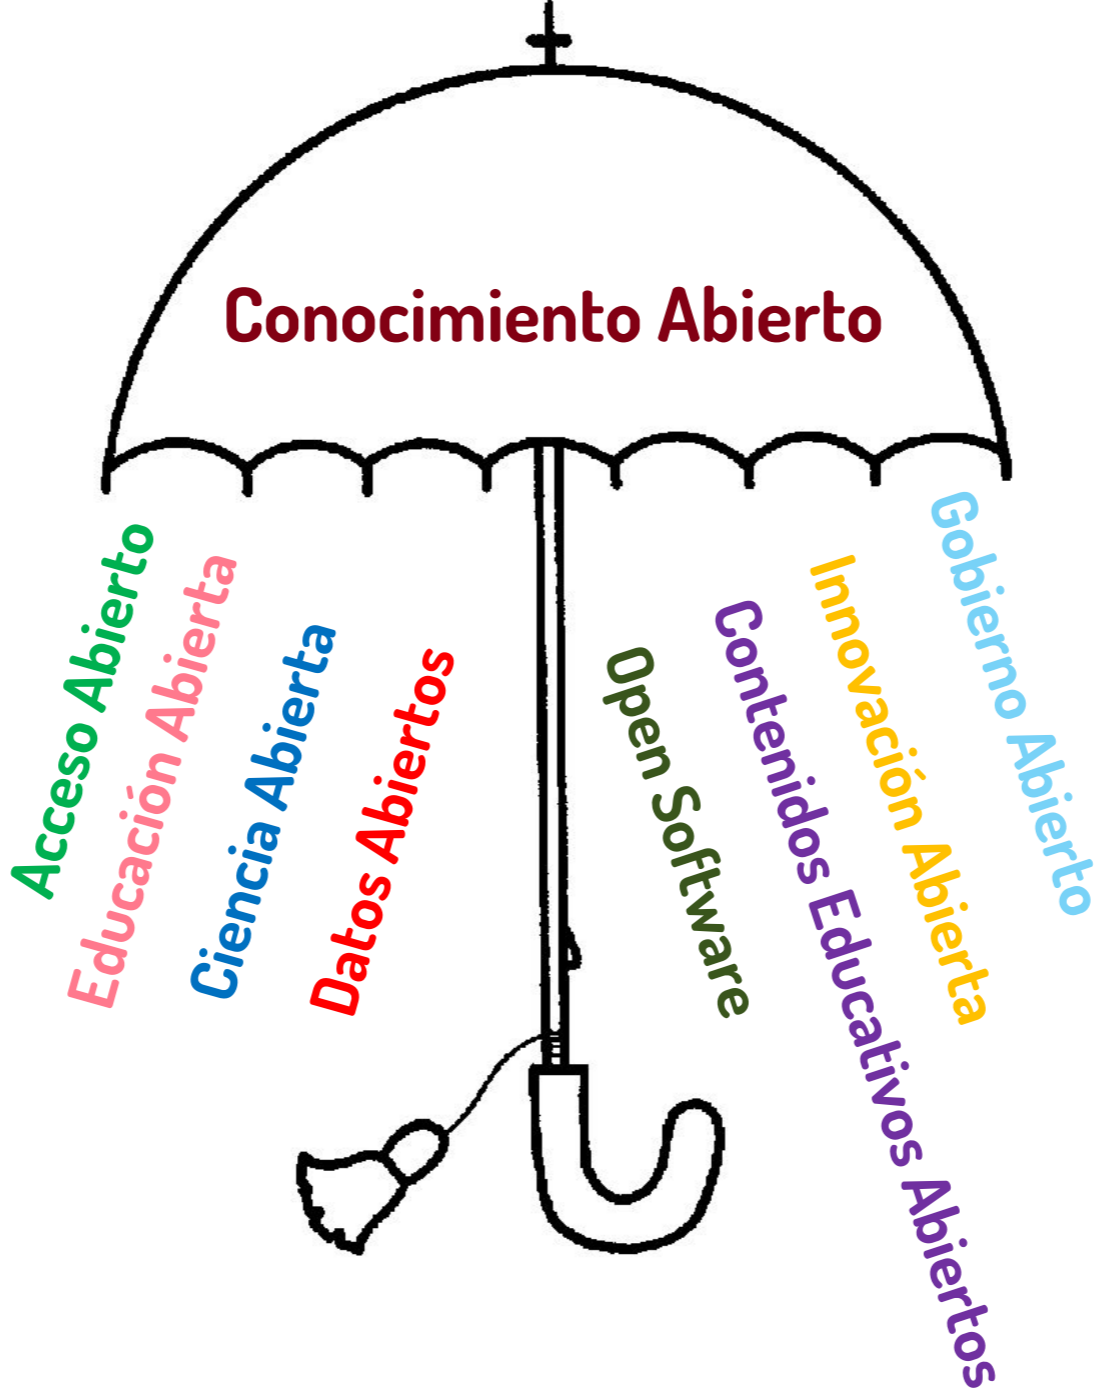 Conocimiento Abierto
Acceso Abierto
Educación Abierta
Ciencia Abierta
Datos Abiertos
Open Software
Contenidos Educativos Abiertos
Innovación Abierta
Gobierno Abierto